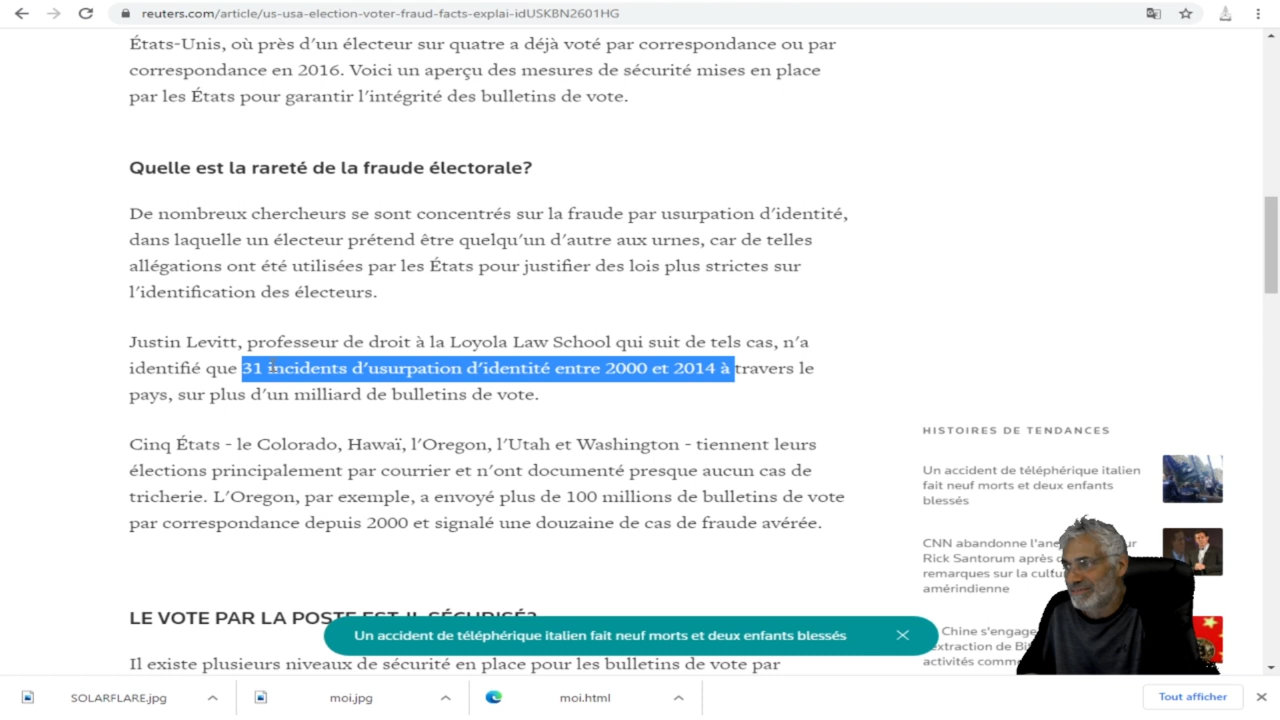 reuters.com/article/us-usa-election-voter-fraud-facts-explai-idUSKBN2601HG
États-Unis, où près d'un électeur sur quatre a déjà voté par correspondance ou par
correspondance en 2016. Voici un aperçu des mesures de sécurité mises en place
par les États pour garantir l'intégrité des bulletins de vote.
Quelle est la rareté de la fraude électorale?
De nombreux chercheurs se sont concentrés sur la fraude par usurpation d'identité,
dans laquelle un électeur prétend être quelqu'un d'autre aux urnes, car de telles
allégations ont été utilisées par les États pour justifier des lois plus strictes sur
l'identification des électeurs.
Justin Levitt, professeur de droit à la Loyola Law School qui suit de tels cas, n'a
identifié que 31 incidents d'usurpation d'identité entre 2000 et 2014 à travers le
pays, sur plus d'un milliard de bulletins de vote.
Cinq États - le Colorado, Hawaï, l'Oregon, l'Utah et Washington - tiennent leurs
élections principalement par courrier et n'ont documenté presque aucun cas de
tricherie. L'Oregon, par exemple, a envoyé plus de 100 millions de bulletins de vote
par correspondance depuis 2000 et signalé une douzaine de cas de fraude avérée.
LE VOTE PAR LA POSTE EST-IL SÉCURISÉ?
Il existe plusieurs niveaux de sécurité en place pour les bulletins de vote par
HISTOIRES DE TENDANCES
Un accident de téléphérique italien
fait neuf morts et deux enfants
blessés
CNN abandonne
Rick Santorum après
remarques sur la
amérindienne
Chine s'engage
activités
Un accident de téléphérique italien fait neuf morts et deux enfants blessés
SOLARFLARE.jpg
moi.jpg
moi.html
Tout afficher